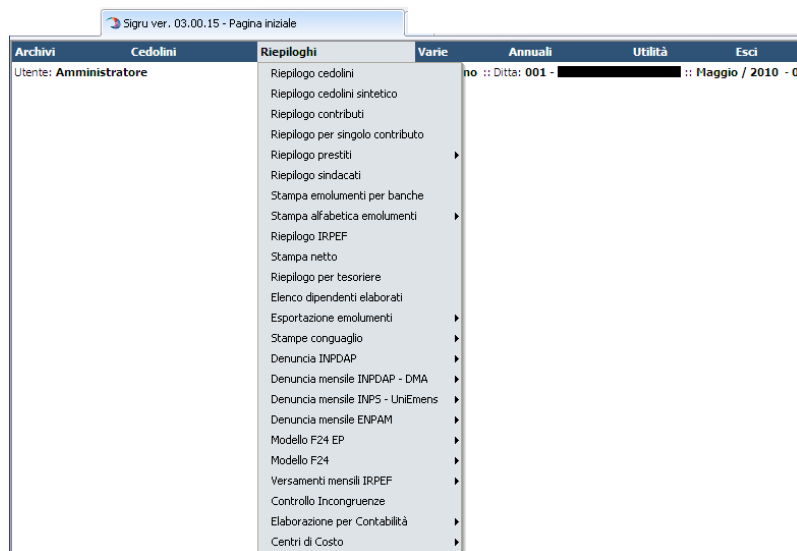 Sigru ver. 03.00.15 - Pagina iniziale
Archivi Cedolini Riepiloghi Varie Annuali Utilità Esci
Utente: Amministratore no :: Ditta: 001 - :: Maggio / 2010 - 0
Riepilogo cedolini
Riepilogo cedolini sintetico
Riepilogo contributi
Riepilogo per singolo contributo
Riepilogo prestiti
Riepilogo sindacati
Stampa emolumenti per banche
Stampa alfabetica emolumenti
Riepilogo IRPEF
Stampa netto
Riepilogo per tesoriere
Elenco dipendenti elaborati
Esportazione emolumenti
Stampe conguaglio
Denuncia INPDAP
Denuncia mensile INPDAP - DMA
Denuncia mensile INPS - UniEmens
Denuncia mensile ENPAM
Modello F24 EP
Modello F24
Versamenti mensili IRPEF
Controllo Incongruenze
Elaborazione per Contabilità
Centri di Costo